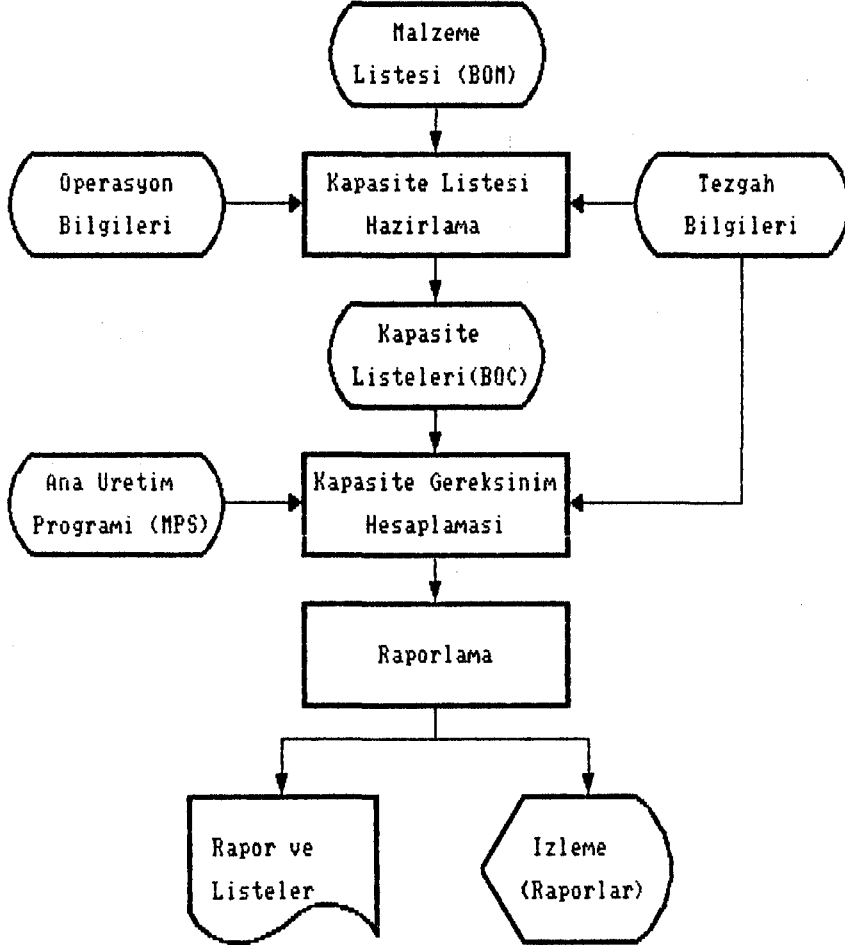 Malzeme
Listesi (BOM)
Operasyon
Bilgileri
Kapasite Listesi
Hazirlama
Tezgah
Bilgileri
Kapasite
Listeleri(BOC)
Ana Uretim
Programi (MPS)
Kapasite Gereksinim
Hesaplamasi
Raporlama
Rapor ve
Listeler
Izleme
(Raporlar)